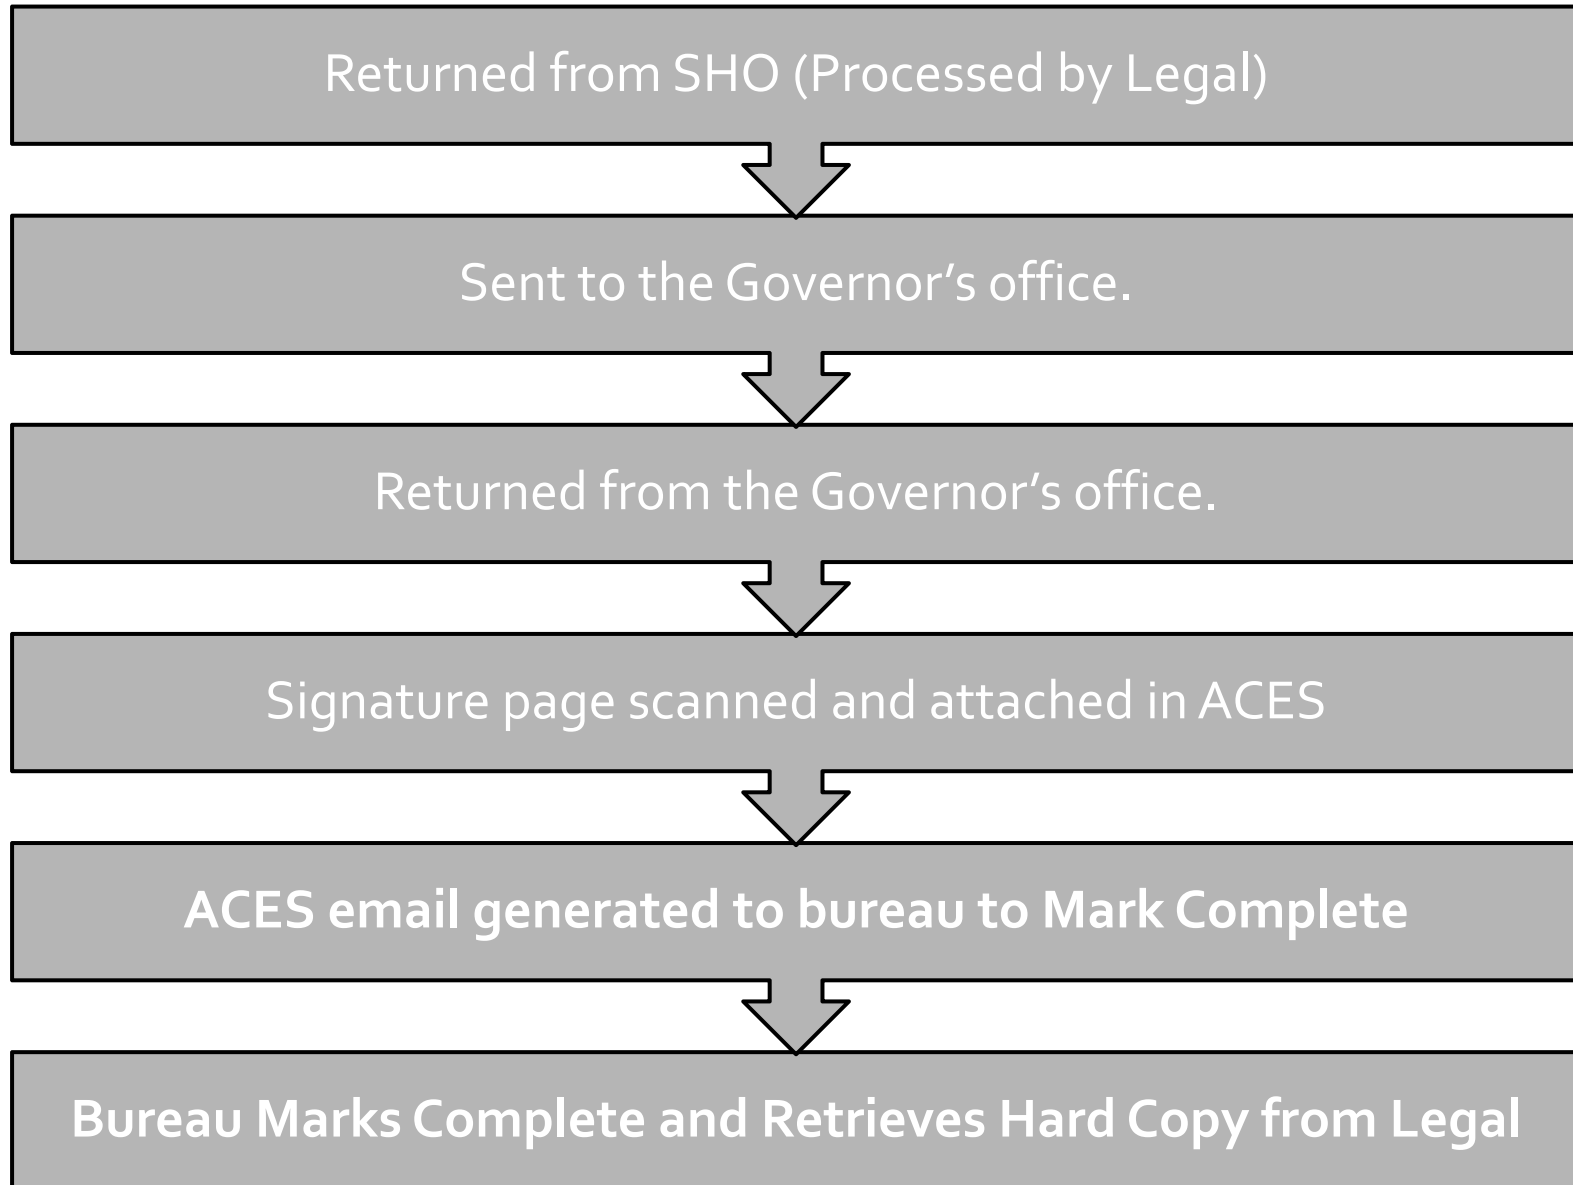 Returned from SHO (Processed by Legal)
Sent to the Governor’s office.
Returned from the Governor’s office.
Signature page scanned and attached in ACES
ACES email generated to bureau to Mark Complete
Bureau Marks Complete and Retrieves Hard Copy from Legal